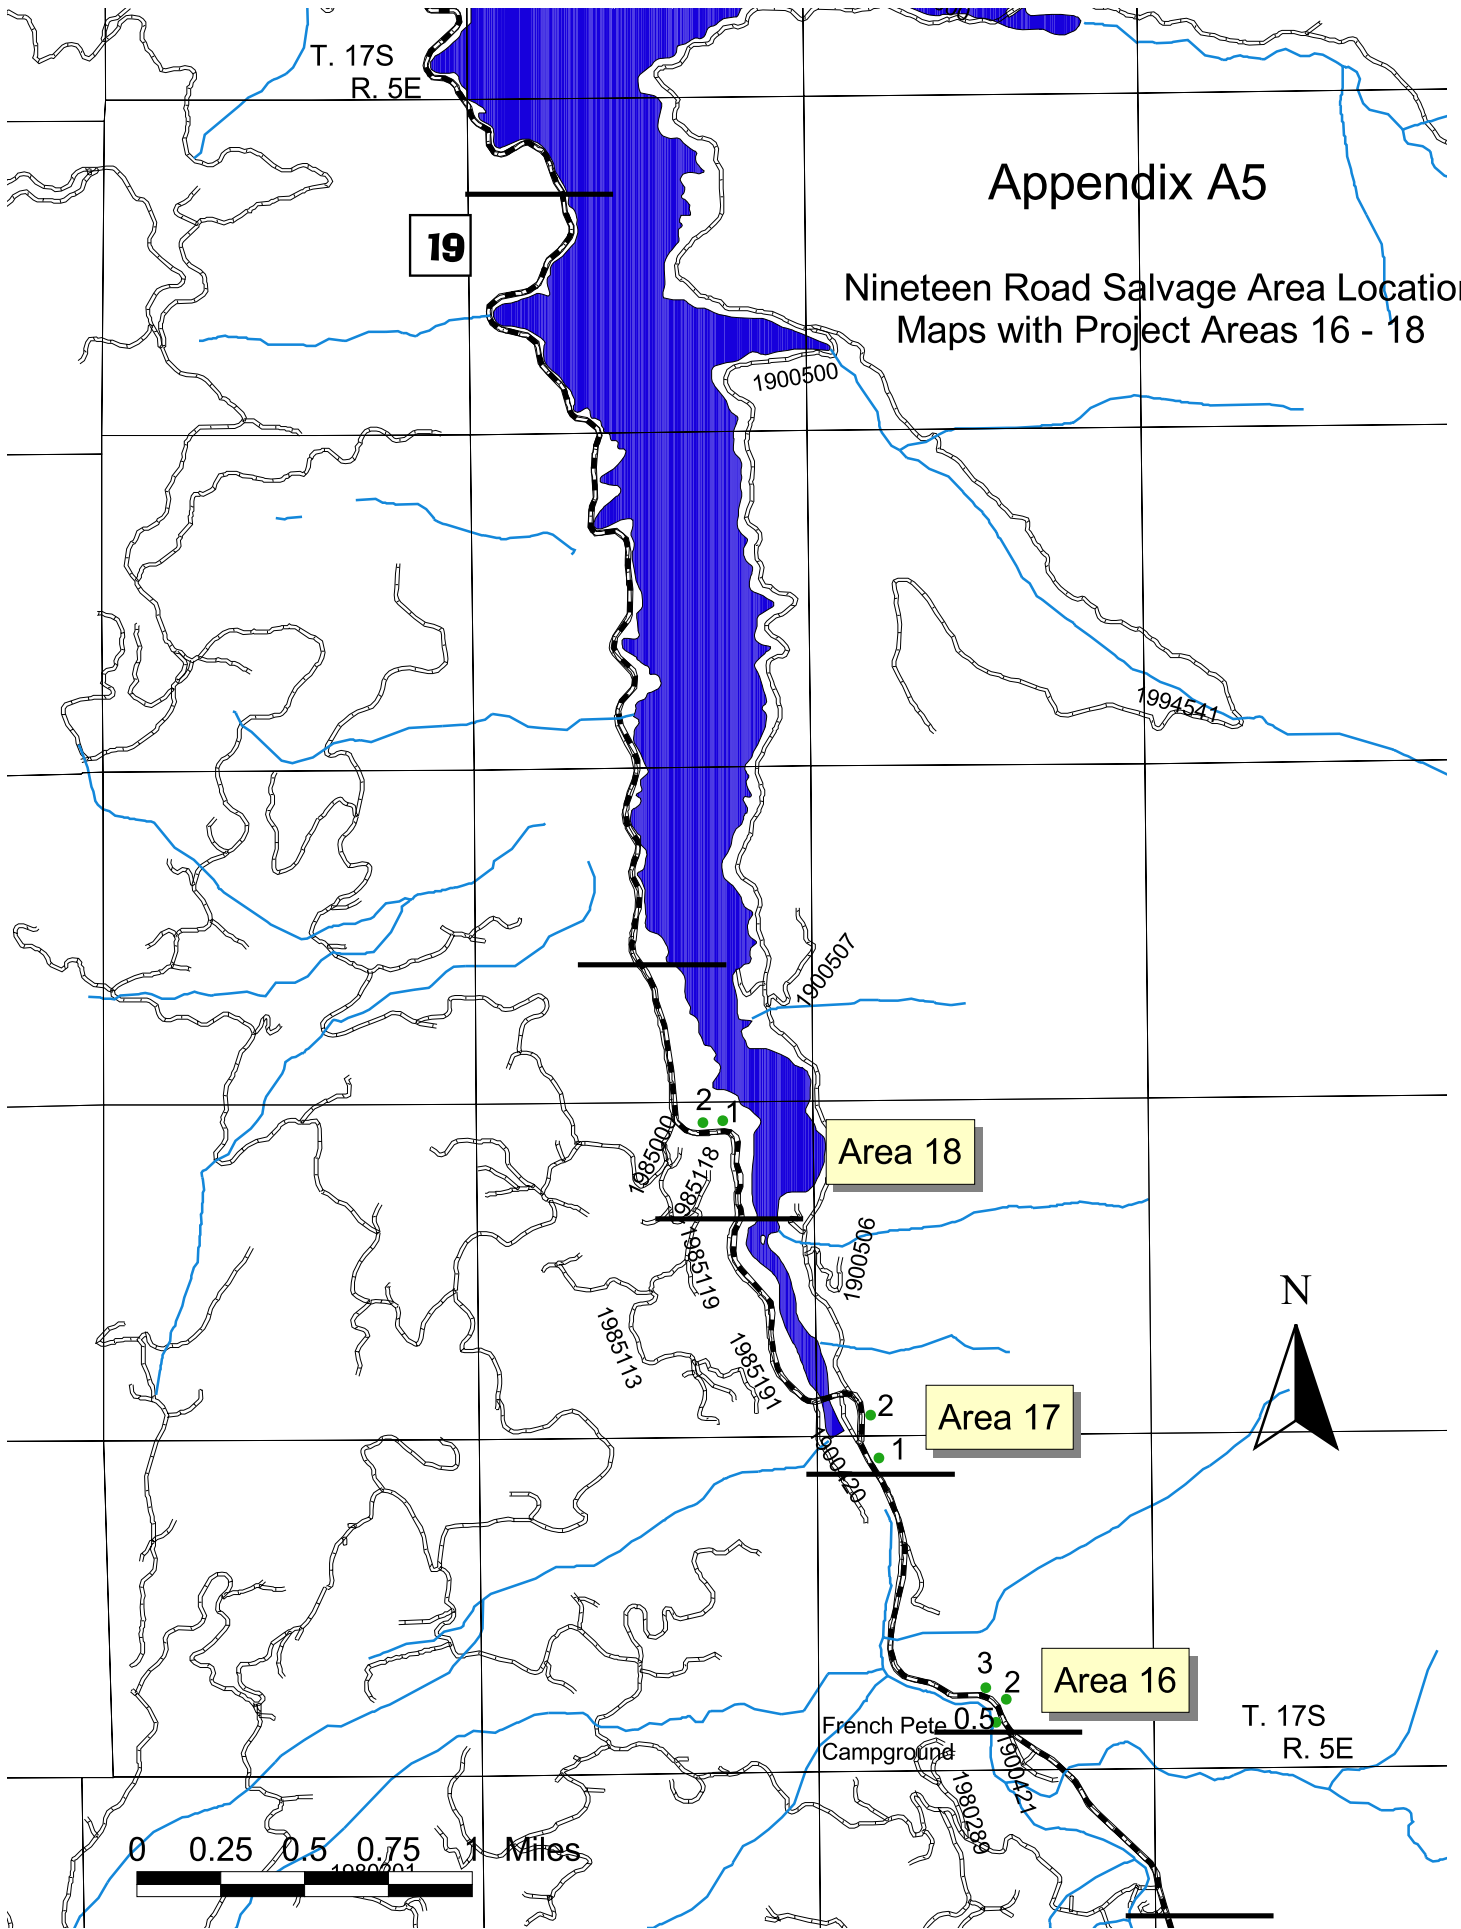 T. 17S
R. 5E
Appendix A5
19
Nineteen Road Salvage Area Location
Maps with Project Areas 16 - 18
1900500
1994541
1900507
2
1
1985000
1985118
Area 18
1985119
1900506
N
1985113
1985191
2
Area 17
1
1900420
3
2
Area 16
0.5
French Pete
Campground
T. 17S
R. 5E
1900421
1980289
0 0.25 0.5 0.75 1 Miles